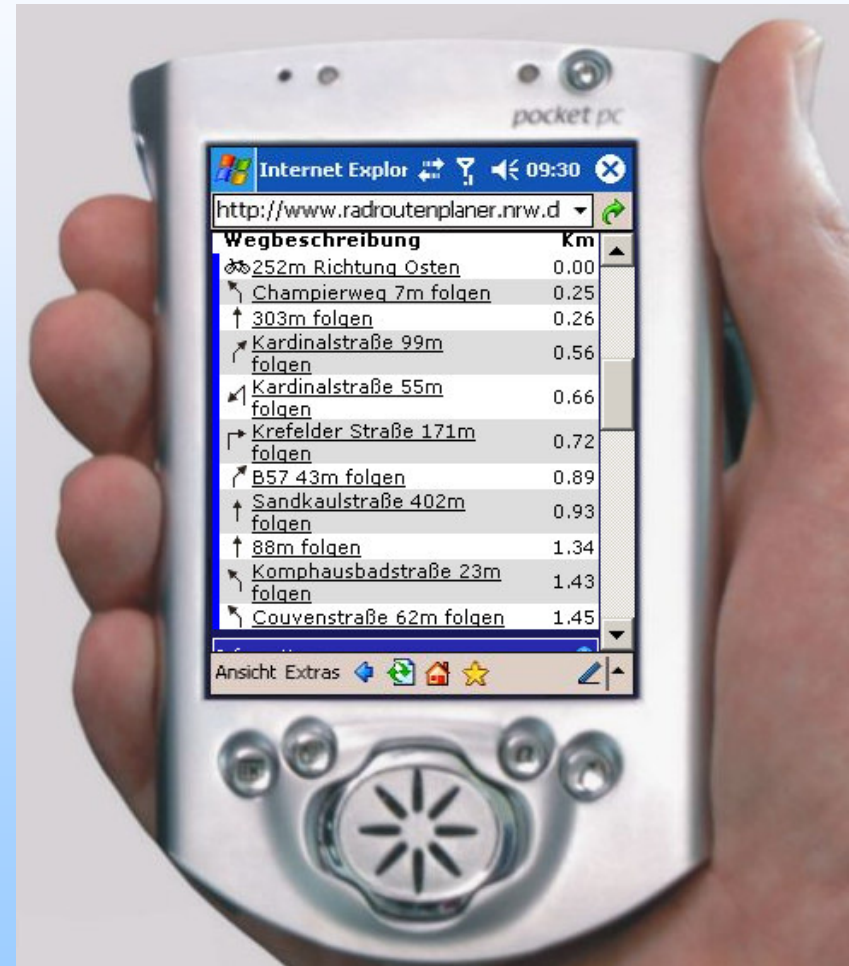 pocket pc
Internet Explor 09:30
http://www.radroutenplaner.nrw.d
Wegbeschreibung Km
252m Richtung Osten 0.00
Champierweg 7m folgen 0.25
303m folgen 0.26
Kardinalstraße 99m
folgen 0.56
Kardinalstraße 55m
folgen 0.66
Krefelder Straße 171m
folgen 0.72
B57 43m folgen 0.89
Sandkaulstraße 402m
folgen 0.93
88m folgen 1.34
Komphausbadstraße 23m
folgen 1.43
Couvenstraße 62m folgen 1.45
Ansicht Extras